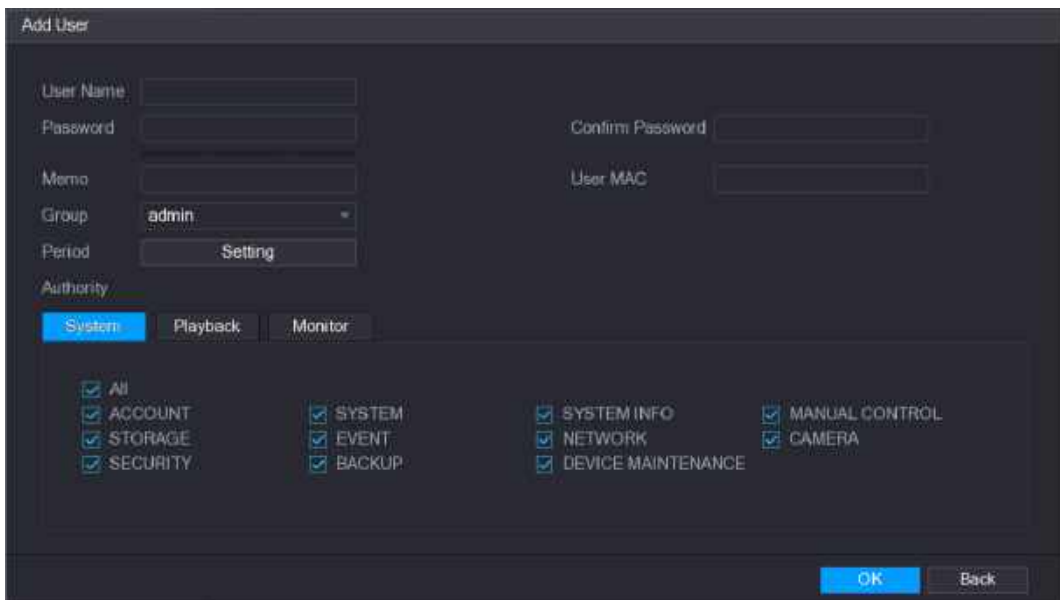 Add User
User Name
Password Confirm Password
Memo User MAC
Group admin
Period Setting
Authority
System Playback Monitor
All
ACCOUNT SYSTEM SYSTEM INFO MANUAL CONTROL
STORAGE EVENT NETWORK CAMERA
SECURITY BACKUP DEVICE MAINTENANCE
OK Back